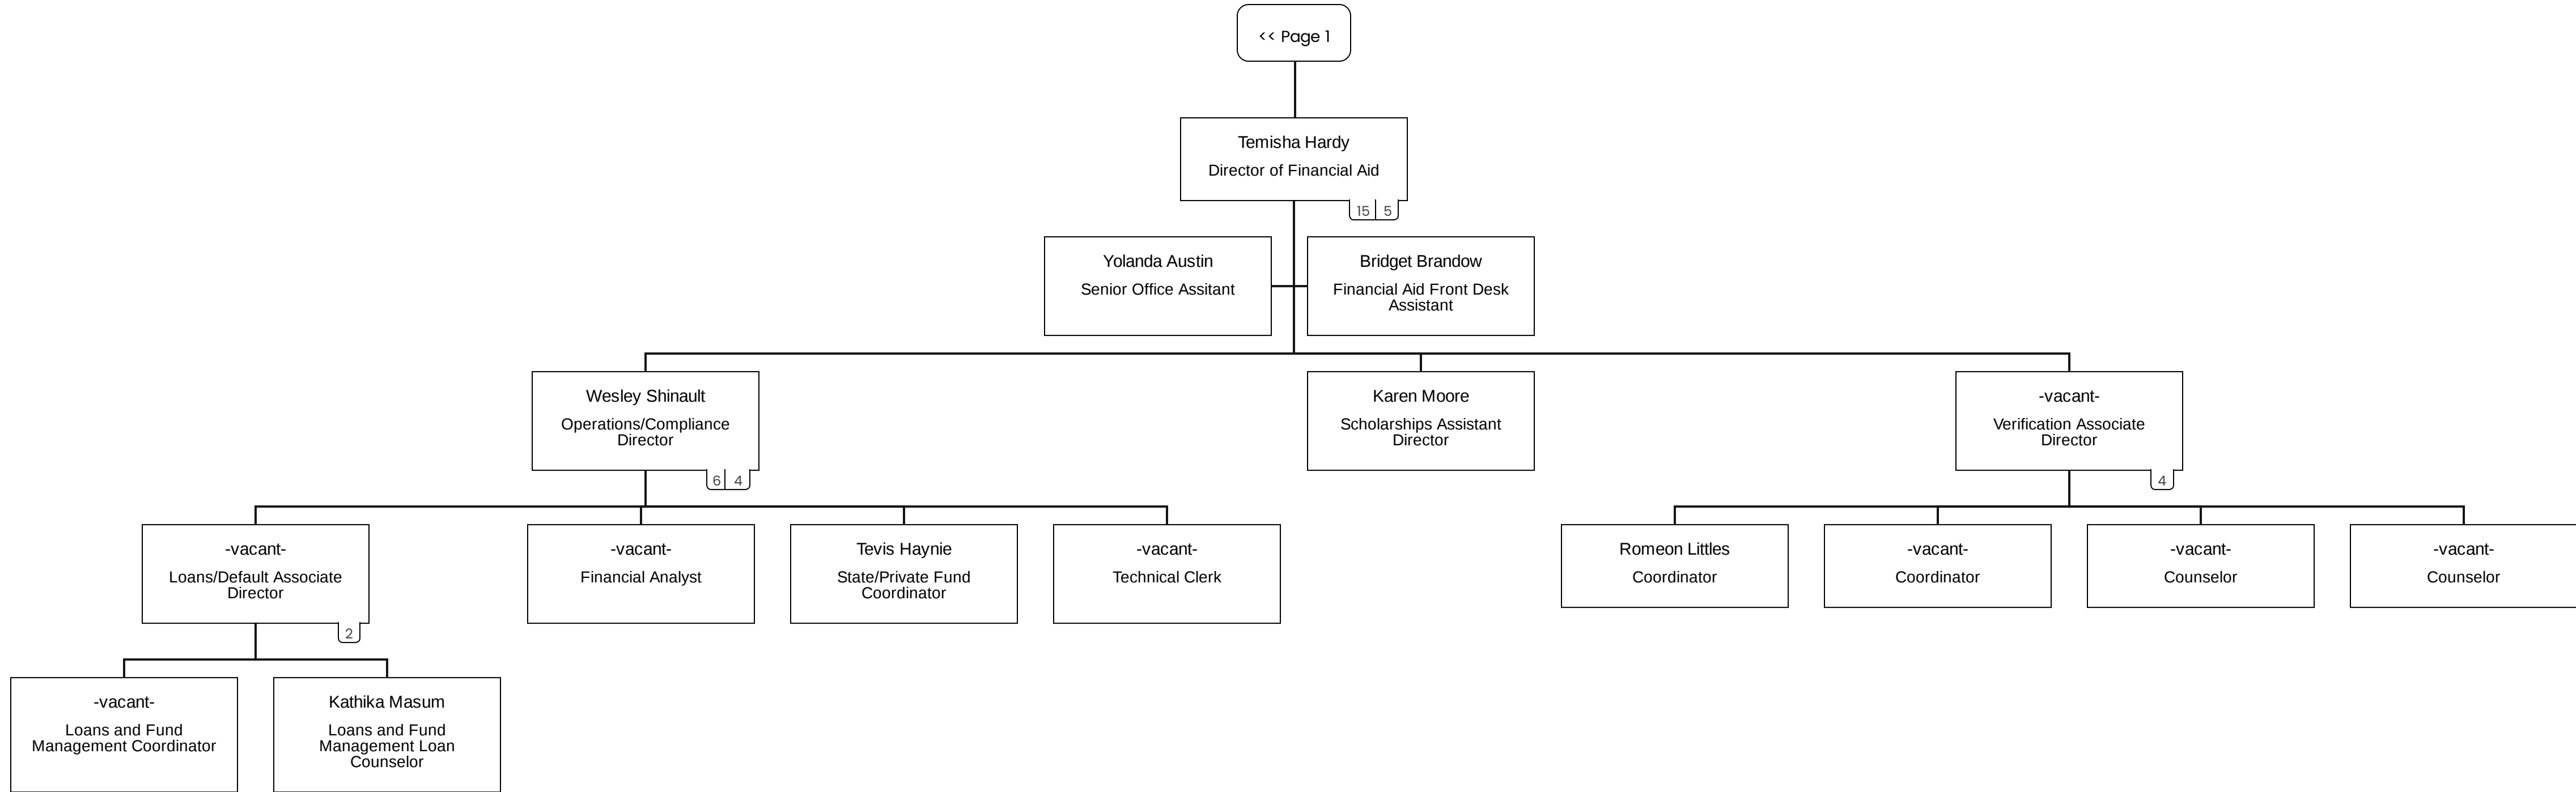 << Page 1
Temisha Hardy
Director of Financial Aid
15 5
Yolanda Austin
Senior Office Assitant
Bridget Brandow
Financial Aid Front Desk
Assistant
Wesley Shinault
Operations/Compliance
Director
6 4
Karen Moore
Scholarships Assistant
Director
-vacant-
Verification Associate
Director
4
-vacant-
Loans/Default Associate
Director
2
-vacant-
Financial Analyst
Tevis Haynie
State/Private Fund
Coordinator
-vacant-
Technical Clerk
Romeon Littles
Coordinator
-vacant-
Coordinator
-vacant-
Counselor
-vacant-
Counselor
-vacant-
Loans and Fund
Management Coordinator
Kathika Masum
Loans and Fund
Management Loan
Counselor